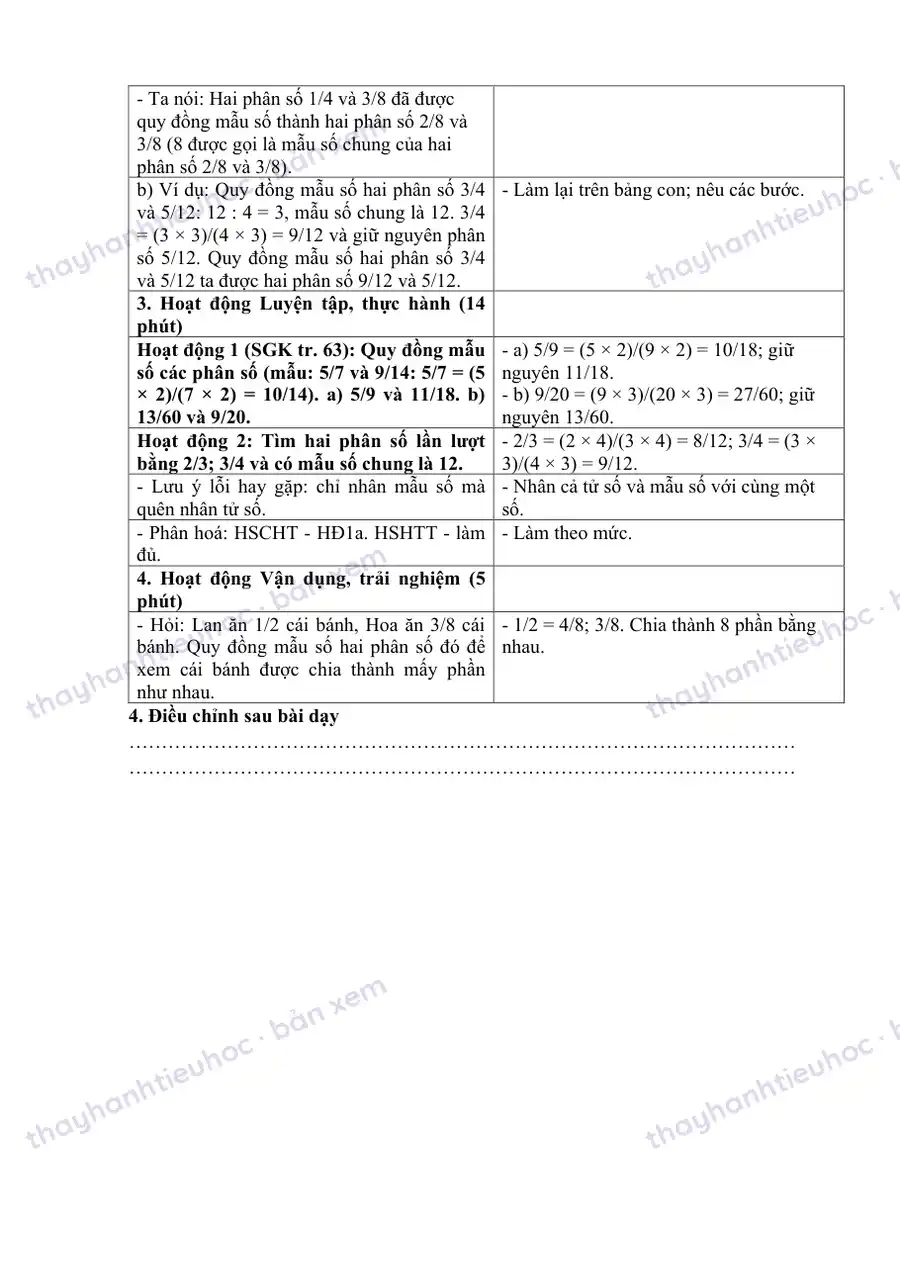 - Ta nói: Hai phân số 1/4 và 3/8 đã được
quy đồng mẫu số thành hai phân số 2/8 và
3/8 (8 được gọi là mẫu số chung của hai
phân số 2/8 và 3/8).
b) Ví dụ: Quy đồng mẫu số hai phân số 3/4
và 5/12: 12 : 4 = 3, mẫu số chung là 12. 3/4
= (3 × 3)/(4 × 3) = 9/12 và giữ nguyên phân
số 5/12. Quy đồng mẫu số hai phân số 3/4
và 5/12 ta được hai phân số 9/12 và 5/12.
- Làm lại trên bảng con; nêu các bước.
3. Hoạt động Luyện tập, thực hành (14
phút)
Hoạt động 1 (SGK tr. 63): Quy đồng mẫu
số các phân số (mẫu: 5/7 và 9/14: 5/7 = (5
× 2)/(7 × 2) = 10/14). a) 5/9 và 11/18. b)
13/60 và 9/20.
- a) 5/9 = (5 × 2)/(9 × 2) = 10/18; giữ
nguyên 11/18.
- b) 9/20 = (9 × 3)/(20 × 3) = 27/60; giữ
nguyên 13/60.
Hoạt động 2: Tìm hai phân số lần lượt
bằng 2/3; 3/4 và có mẫu số chung là 12.
- 2/3 = (2 × 4)/(3 × 4) = 8/12; 3/4 = (3 ×
3)/(4 × 3) = 9/12.
- Lưu ý lỗi hay gặp: chỉ nhân mẫu số mà
quên nhân tử số.
- Nhân cả tử số và mẫu số với cùng một
số.
- Phân hoá: HSCHT - HĐ1a. HSHTT - làm
đủ.
- Làm theo mức.
4. Hoạt động Vận dụng, trải nghiệm (5
phút)
- Hỏi: Lan ăn 1/2 cái bánh, Hoa ăn 3/8 cái
bánh. Quy đồng mẫu số hai phân số đó để
xem cái bánh được chia thành mấy phần
như nhau.
- 1/2 = 4/8; 3/8. Chia thành 8 phần bằng
nhau.
4. Điều chỉnh sau bài dạy
…………………………………………………………………………………………
…………………………………………………………………………………………
thayhanhtieuhoc · bản xem
thayhanhtieuhoc · b
thayhanhtieuhoc · bản xem
thayhanhtieuhoc · b
thayhanhtieuhoc · bản xem
thayhanhtieuhoc · b